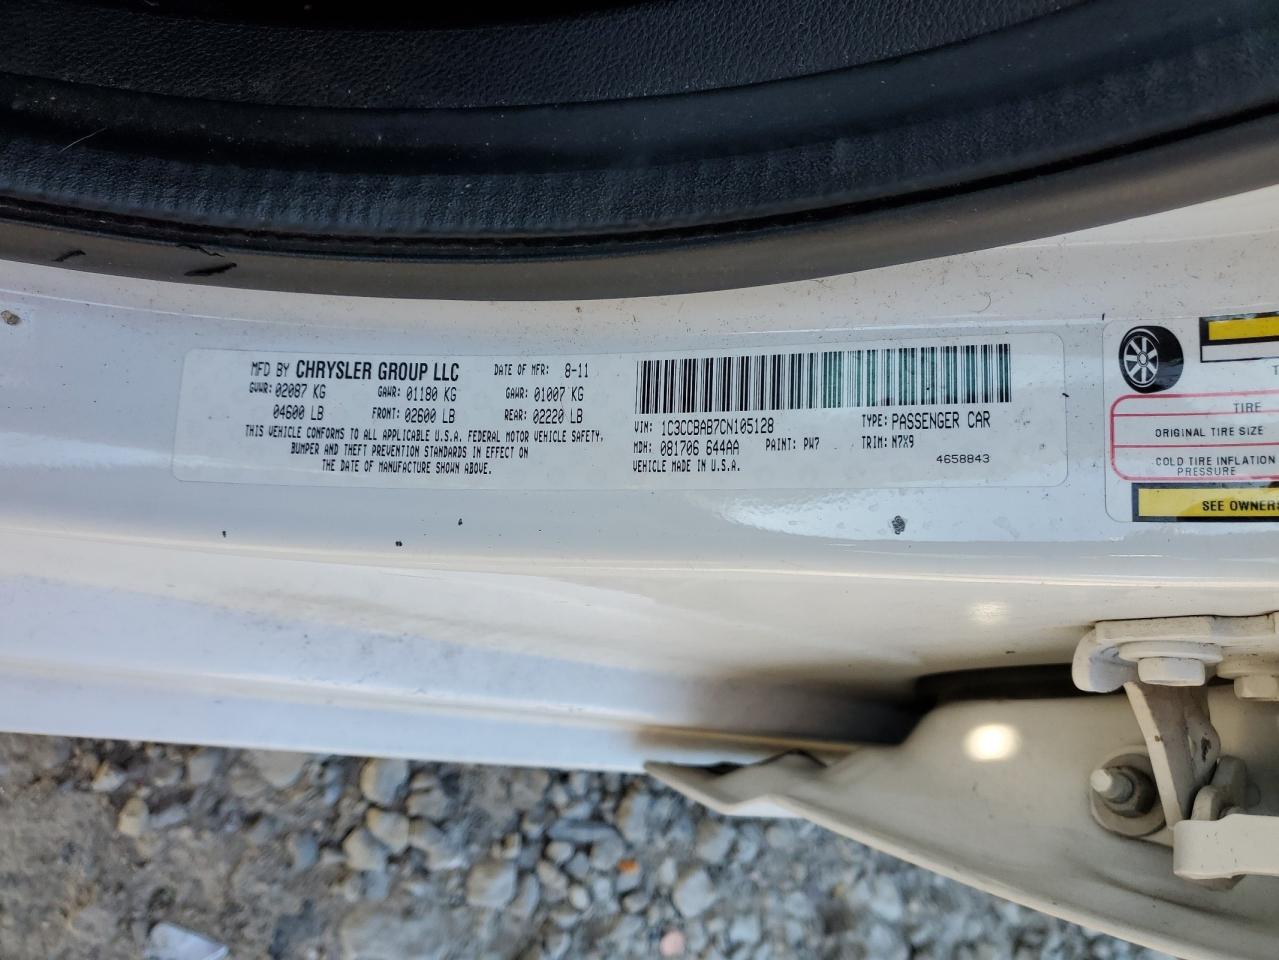 MFD BY CHRYSLER GROUP LLC DATE OF MFR: 8-11
GVWR: 02087 KG GAWR: 01180 KG GAWR: 01007 KG
04600 LB FRONT: 02600 LB REAR: 02220 LB
THIS VEHICLE CONFORMS TO ALL APPLICABLE U.S.A. FEDERAL MOTOR VEHICLE SAFETY,
BUMPER AND THEFT PREVENTION STANDARDS IN EFFECT ON
THE DATE OF MANUFACTURE SHOWN ABOVE.
VIN: 1C3CCBAB7CN105128 TYPE: PASSENGER CAR
MDH: 081706 644AA PAINT: PW7 TRIM: N7X9
VEHICLE MADE IN U.S.A. 4658843
T
TIRE
ORIGINAL TIRE SIZE
COLD TIRE INFLATION
PRESSURE
SEE OWNERS